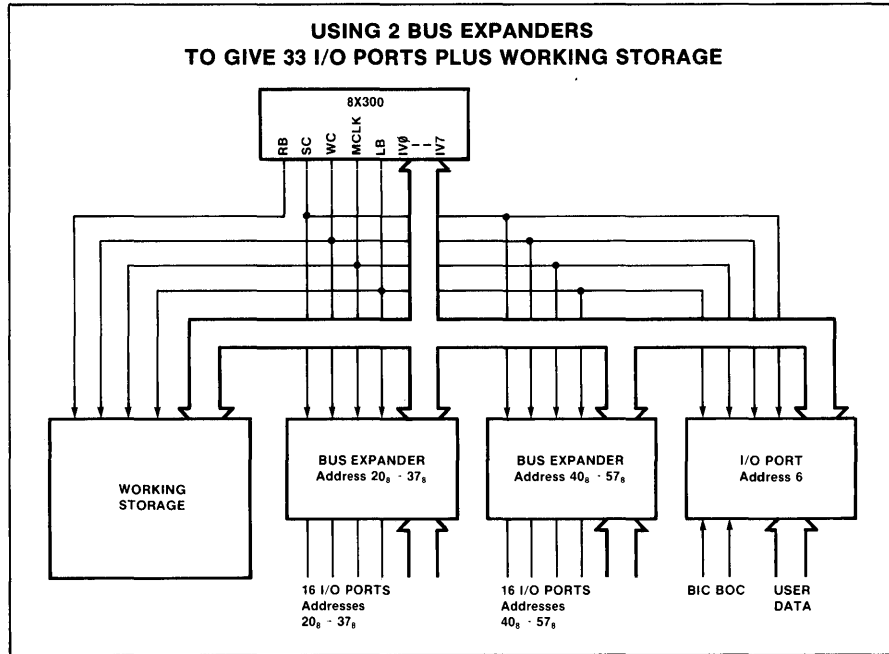 USING 2 BUS EXPANDERS
TO GIVE 33 I/O PORTS PLUS WORKING STORAGE
8X300
RB
SC
WC
MCLK
LB
IVØ
--
IV7
WORKING
STORAGE
BUS EXPANDER
Address 20₈ - 37₈
BUS EXPANDER
Address 40₈ - 57₈
I/O PORT
Address 6
16 I/O PORTS
Addresses
20₈ - 37₈
16 I/O PORTS
Addresses
40₈ - 57₈
BIC BOC
USER
DATA